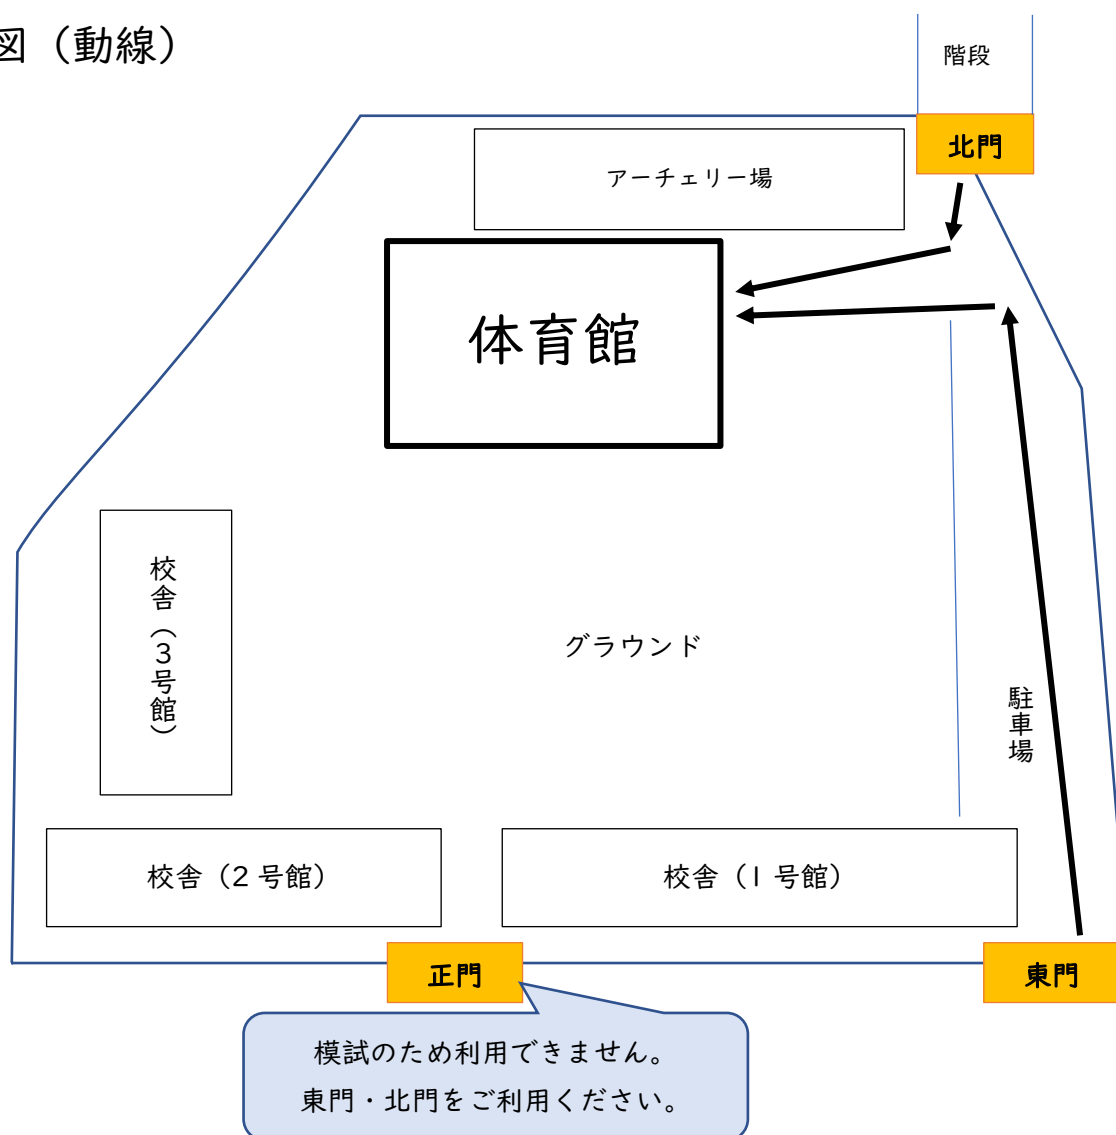 図（動線）
階段
北門
アーチェリー場
体育館
校舎（３号館）
グラウンド
駐車場
校舎（２号館）
校舎（１号館）
正門
東門
模試のため利用できません。
東門・北門をご利用ください。